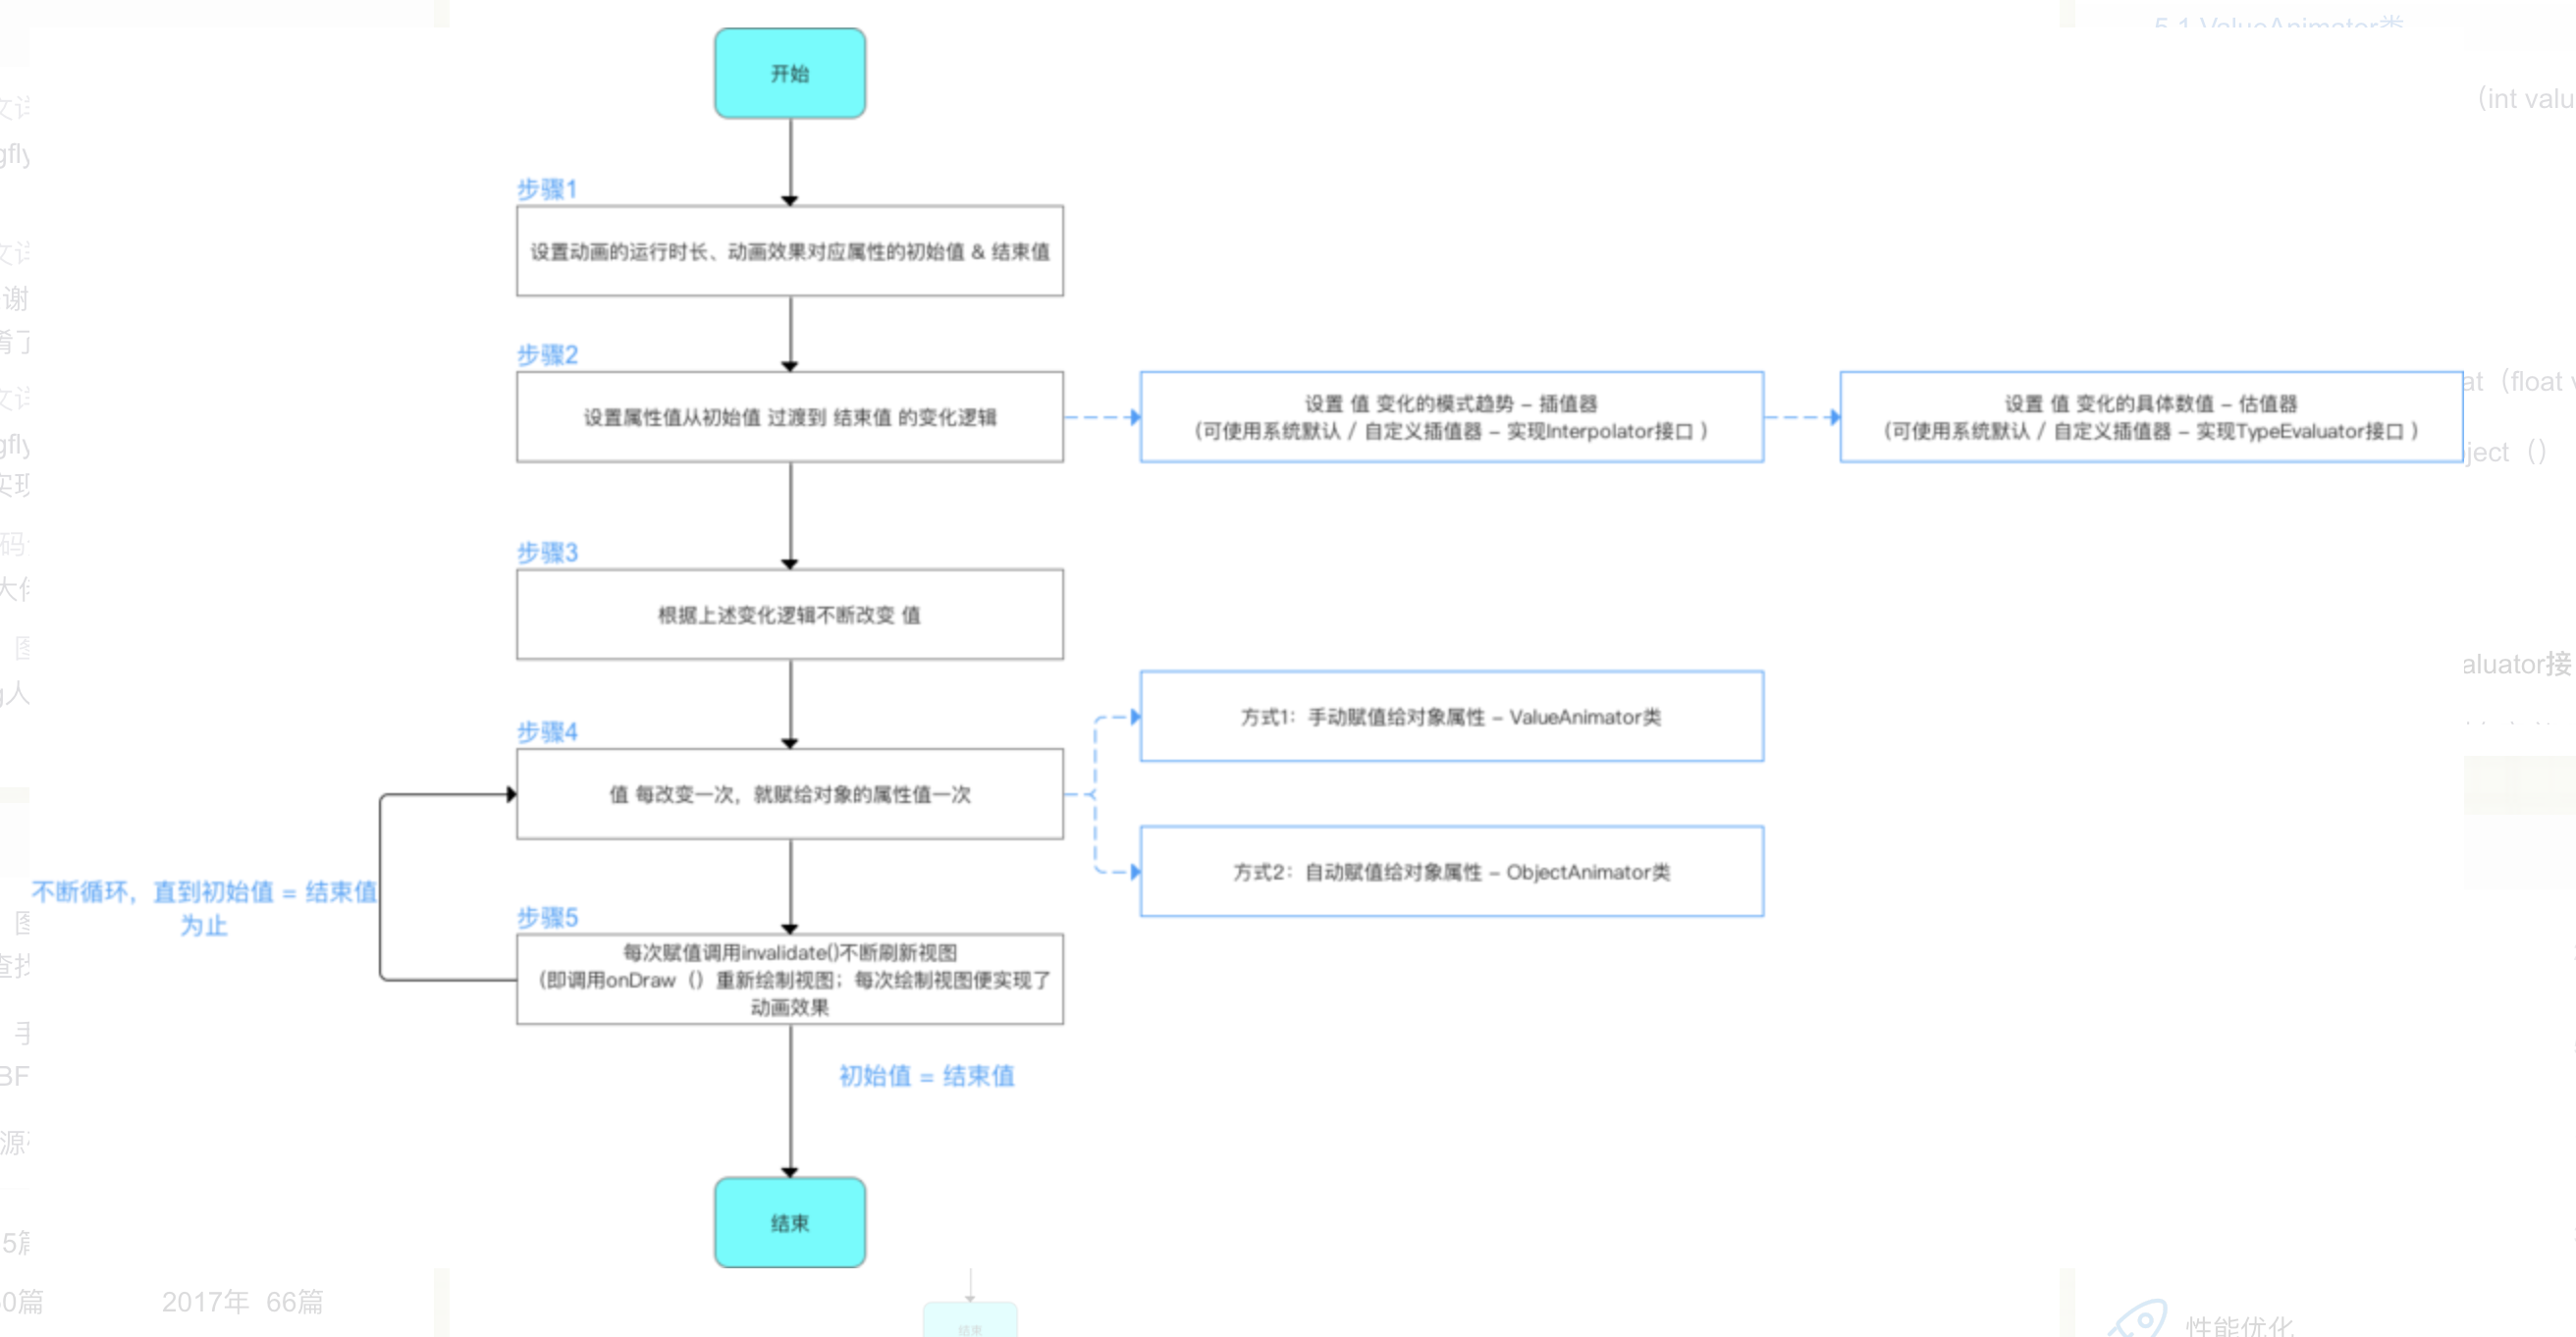 开始
步骤1
设置动画的运行时长、动画效果对应属性的初始值 & 结束值
步骤2
设置属性值从初始值 过渡到 结束值 的变化逻辑
设置 值 变化的模式趋势 – 插值器
（可使用系统默认 / 自定义插值器 – 实现Interpolator接口 ）
设置 值 变化的具体数值 – 估值器
（可使用系统默认 / 自定义插值器 – 实现TypeEvaluator接口 ）
步骤3
根据上述变化逻辑不断改变 值
步骤4
值 每改变一次，就赋给对象的属性值一次
方式1：手动赋值给对象属性 – ValueAnimator类
方式2：自动赋值给对象属性 – ObjectAnimator类
不断循环，直到初始值 = 结束值
为止
步骤5
每次赋值调用invalidate()不断刷新视图
（即调用onDraw（）重新绘制视图；每次绘制视图便实现了
动画效果
初始值 = 结束值
结束
5.1 ValueAnimator类
（int valu
at（float v
ject（）
aluator接
gfly
谢
gfly
g人
BF
0篇
2017年 66篇
结束
性能优化